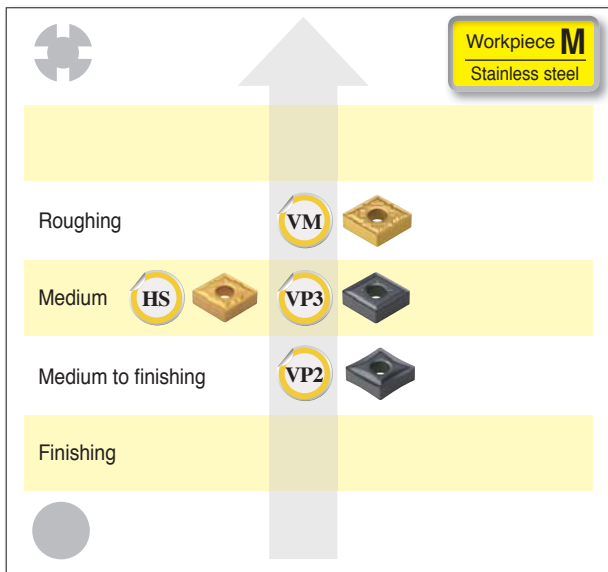 Workpiece M
Stainless steel
Roughing VM
Medium HS VP3
Medium to finishing VP2
Finishing